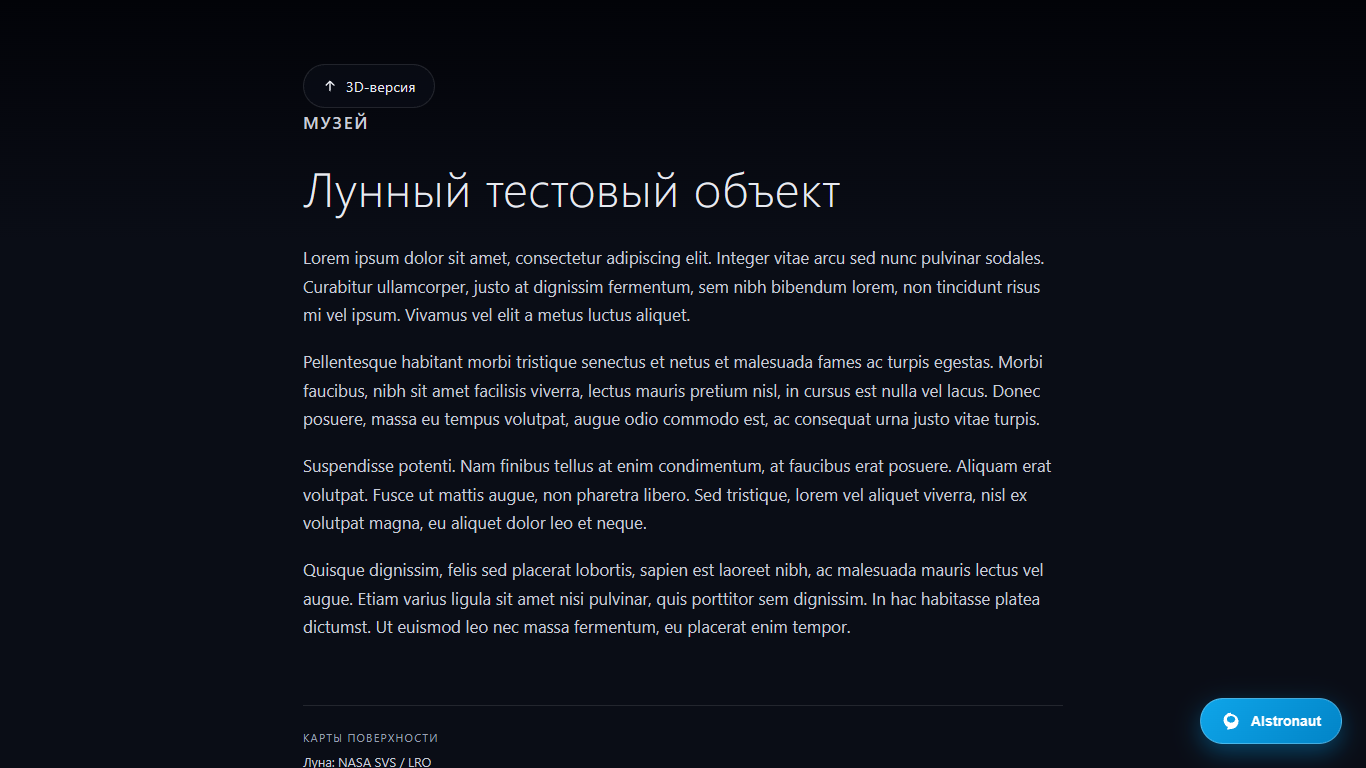 ↑ 3D-версия
МУЗЕЙ
Лунный тестовый объект
Lorem ipsum dolor sit amet, consectetur adipiscing elit. Integer vitae arcu sed nunc pulvinar sodales.
Curabitur ullamcorper, justo at dignissim fermentum, sem nibh bibendum lorem, non tincidunt risus
mi vel ipsum. Vivamus vel elit a metus luctus aliquet.
Pellentesque habitant morbi tristique senectus et netus et malesuada fames ac turpis egestas. Morbi
faucibus, nibh sit amet facilisis viverra, lectus mauris pretium nisl, in cursus est nulla vel lacus. Donec
posuere, massa eu tempus volutpat, augue odio commodo est, ac consequat urna justo vitae turpis.
Suspendisse potenti. Nam finibus tellus at enim condimentum, at faucibus erat posuere. Aliquam erat
volutpat. Fusce ut mattis augue, non pharetra libero. Sed tristique, lorem vel aliquet viverra, nisl ex
volutpat magna, eu aliquet dolor leo et neque.
Quisque dignissim, felis sed placerat lobortis, sapien est laoreet nibh, ac malesuada mauris lectus vel
augue. Etiam varius ligula sit amet nisi pulvinar, quis porttitor sem dignissim. In hac habitasse platea
dictumst. Ut euismod leo nec massa fermentum, eu placerat enim tempor.
AIstronaut
КАРТЫ ПОВЕРХНОСТИ
Луна: NASA SVS / LRO